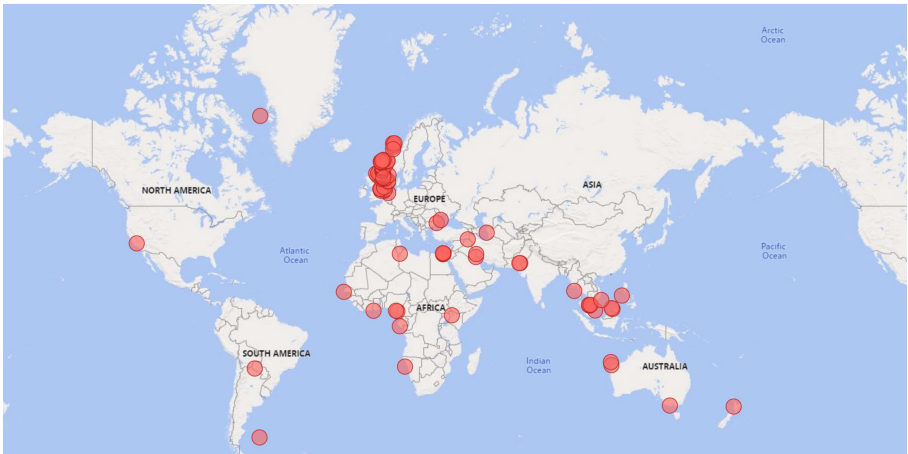 Arctic
Ocean
NORTH AMERICA
ASIA
EUROPE
Atlantic
Ocean
Pacific
Ocean
AFRICA
SOUTH AMERICA
Indian
Ocean
AUSTRALIA